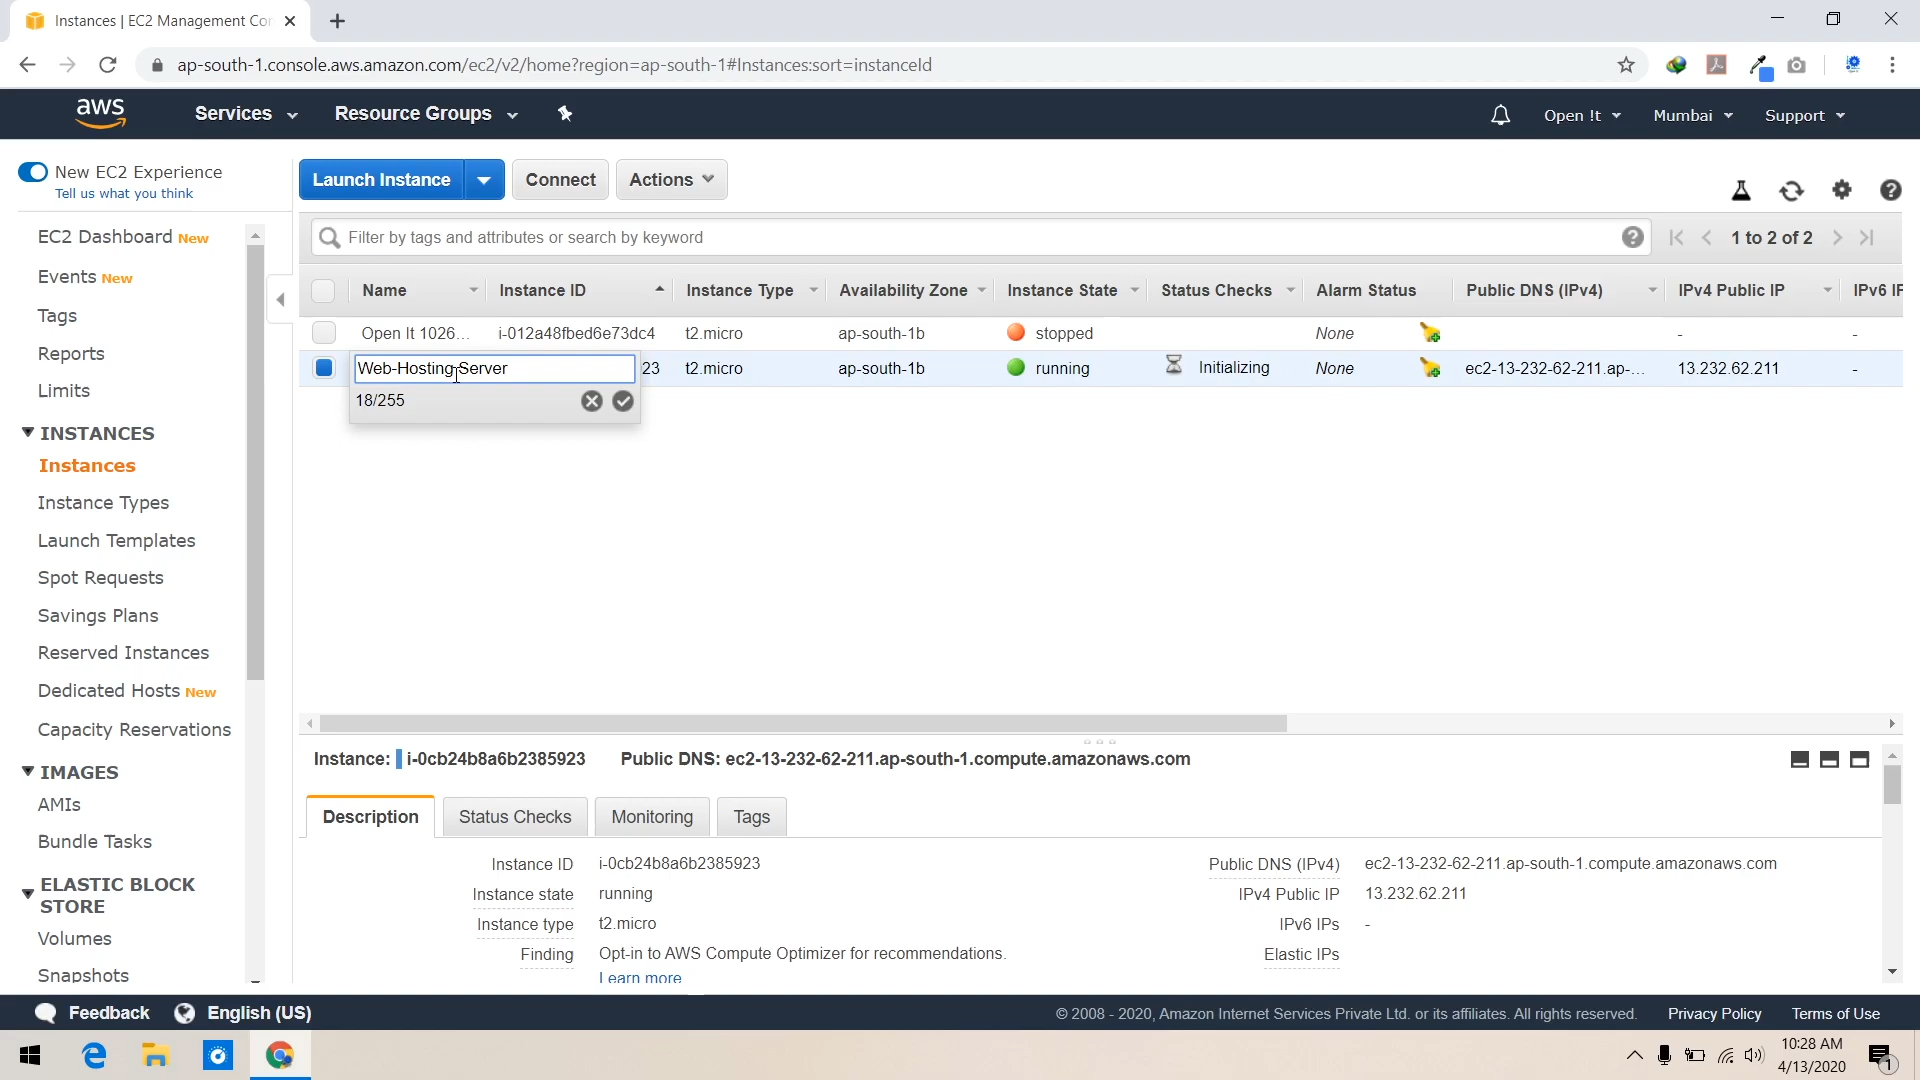 Instances | EC2 Management Con
ap-south-1.console.aws.amazon.com/ec2/v2/home?region=ap-south-1#Instances:sort=instanceId
aws
Services
Resource Groups
Open !t
Mumbai
Support
New EC2 Experience
Tell us what you think
EC2 Dashboard New
Events New
Tags
Reports
Limits
INSTANCES
Instances
Instance Types
Launch Templates
Spot Requests
Savings Plans
Reserved Instances
Dedicated Hosts New
Capacity Reservations
IMAGES
AMIs
Bundle Tasks
ELASTIC BLOCK
STORE
Volumes
Snapshots
Launch Instance
Connect
Actions
Filter by tags and attributes or search by keyword
1 to 2 of 2
Name Instance ID Instance Type Availability Zone Instance State Status Checks Alarm Status Public DNS (IPv4) IPv4 Public IP IPv6 IP
Open It 1026... i-012a48fbed6e73dc4 t2.micro ap-south-1b stopped None - -
Web-Hosting-Server 23 t2.micro ap-south-1b running Initializing None ec2-13-232-62-211.ap-... 13.232.62.211 -
18/255
Instance: i-0cb24b8a6b2385923 Public DNS: ec2-13-232-62-211.ap-south-1.compute.amazonaws.com
Description Status Checks Monitoring Tags
Instance ID i-0cb24b8a6b2385923
Instance state running
Instance type t2.micro
Finding Opt-in to AWS Compute Optimizer for recommendations.
Learn more
Public DNS (IPv4) ec2-13-232-62-211.ap-south-1.compute.amazonaws.com
IPv4 Public IP 13.232.62.211
IPv6 IPs -
Elastic IPs
Feedback
English (US)
© 2008 - 2020, Amazon Internet Services Private Ltd. or its affiliates. All rights reserved.
Privacy Policy
Terms of Use
10:28 AM
4/13/2020
1